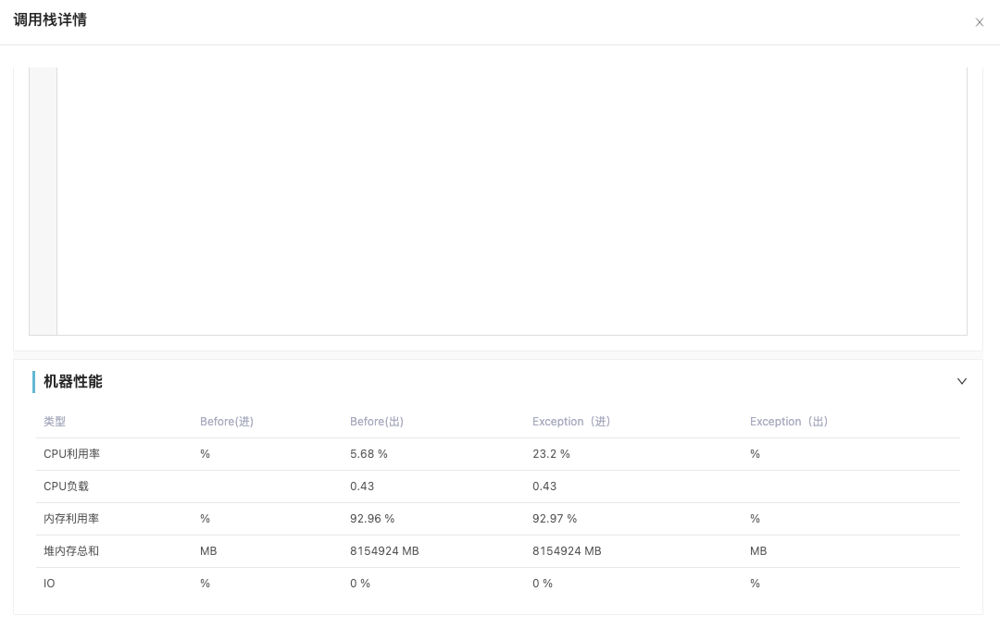 调用栈详情
机器性能
类型 Before(进) Before(出) Exception（进） Exception（出）
CPU利用率 % 5.68 % 23.2 % %
CPU负载 0.43 0.43
内存利用率 % 92.96 % 92.97 % %
堆内存总和 MB 8154924 MB 8154924 MB MB
IO % 0 % 0 % %